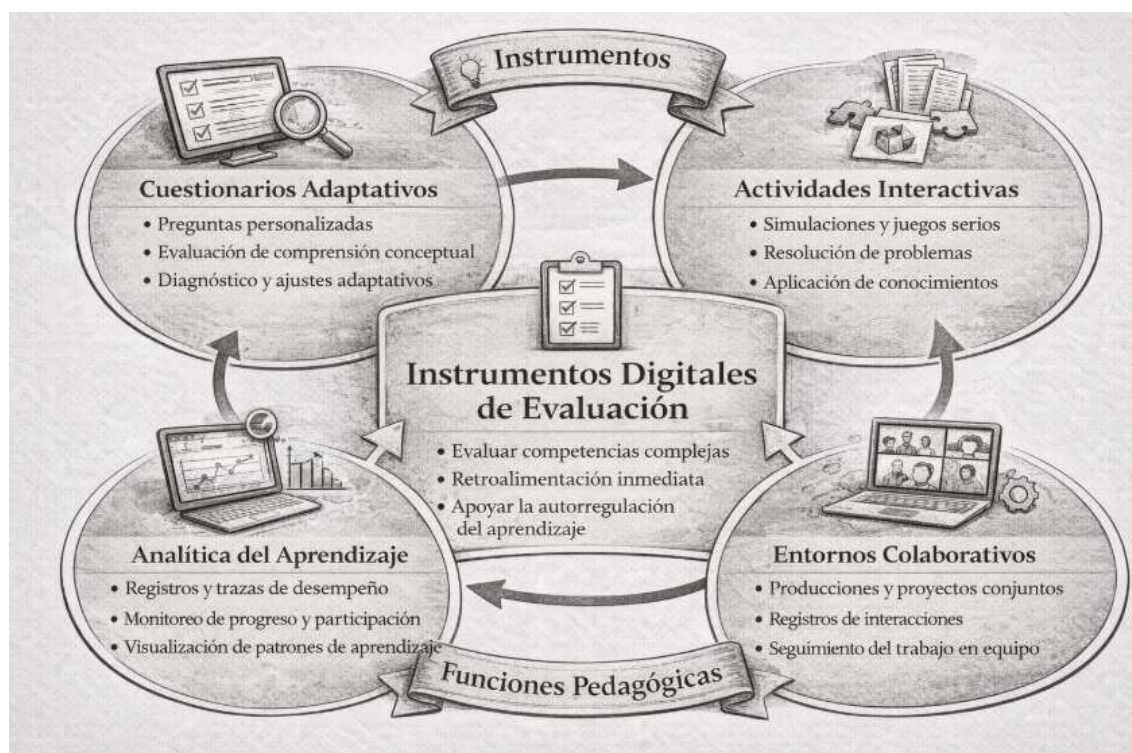 Instrumentos
Cuestionarios Adaptativos
• Preguntas personalizadas
• Evaluación de comprensión conceptual
• Diagnóstico y ajustes adaptativos
Actividades Interactivas
• Simulaciones y juegos serios
• Resolución de problemas
• Aplicación de conocimientos
Instrumentos Digitales
de Evaluación
• Evaluar competencias complejas
• Retroalimentación inmediata
• Apoyar la autorregulación
del aprendizaje
Analítica del Aprendizaje
• Registros y trazas de desempeño
• Monitoreo de progreso y participación
• Visualización de patrones de aprendizaje
Entornos Colaborativos
• Producciones y proyectos conjuntos
• Registros de interacciones
• Seguimiento del trabajo en equipo
Funciones Pedagógicas